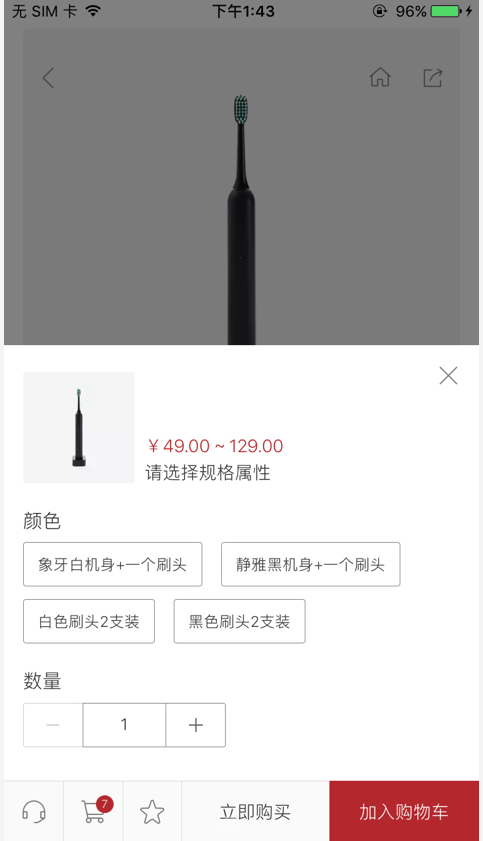 无 SIM 卡 下午1:43 96%
￥49.00 ~ 129.00
请选择规格属性
颜色
象牙白机身+一个刷头 静雅黑机身+一个刷头
白色刷头2支装 黑色刷头2支装
数量
1
7 立即购买 加入购物车